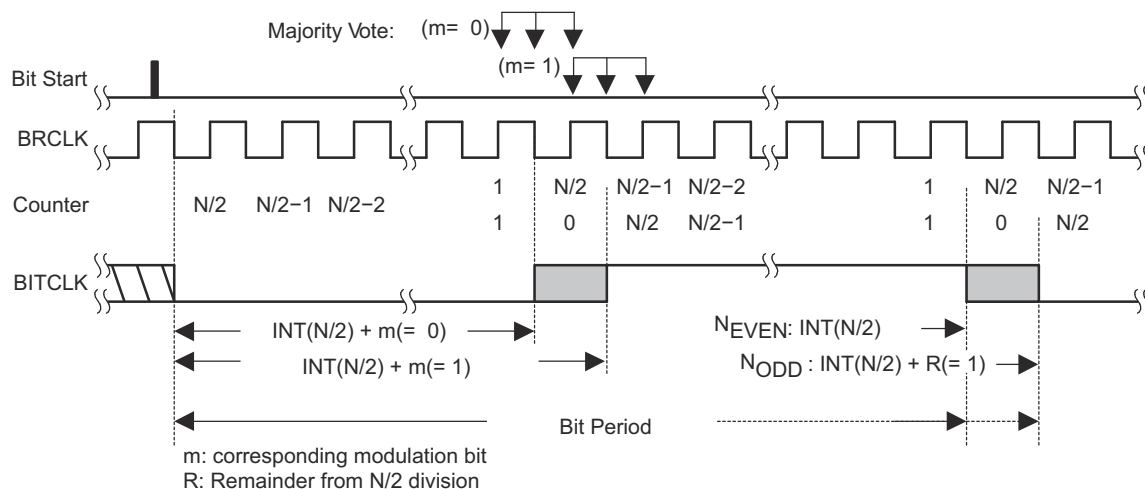 Majority Vote: (m= 0)
(m= 1)
Bit Start
BRCLK
Counter
N/2 N/2−1 N/2−2
1 N/2 N/2−1 N/2−2 1 N/2 N/2−1
1 0 N/2 N/2−1 1 0 N/2
BITCLK
INT(N/2) + m(= 0)
NEVEN: INT(N/2)
INT(N/2) + m(= 1)
NODD : INT(N/2) + R(= 1)
Bit Period
m: corresponding modulation bit
R: Remainder from N/2 division